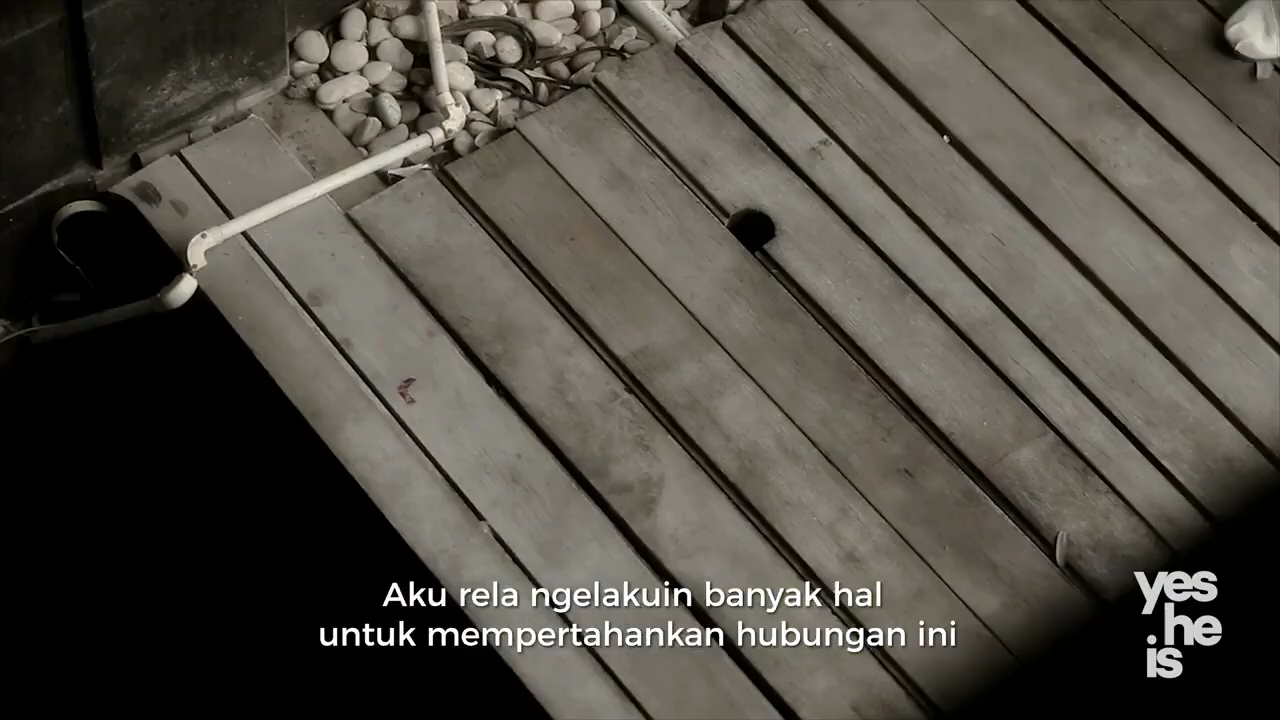 Aku rela ngelakuin banyak hal
untuk mempertahankan hubungan ini
yes
he
.is